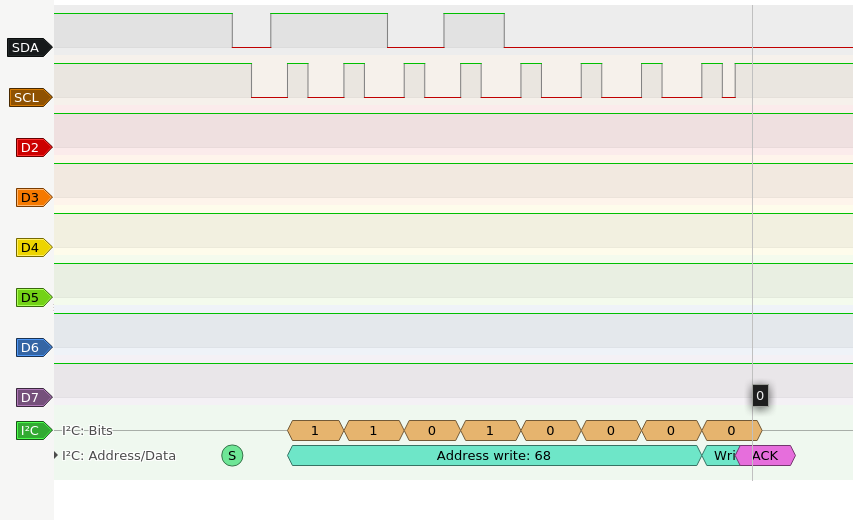 SDA
SCL
D2
D3
D4
D5
D6
D7
0
I²C
I²C: Bits
1 1 0 1 0 0 0 0
I²C: Address/Data
S
Address write: 68
Wri
ACK